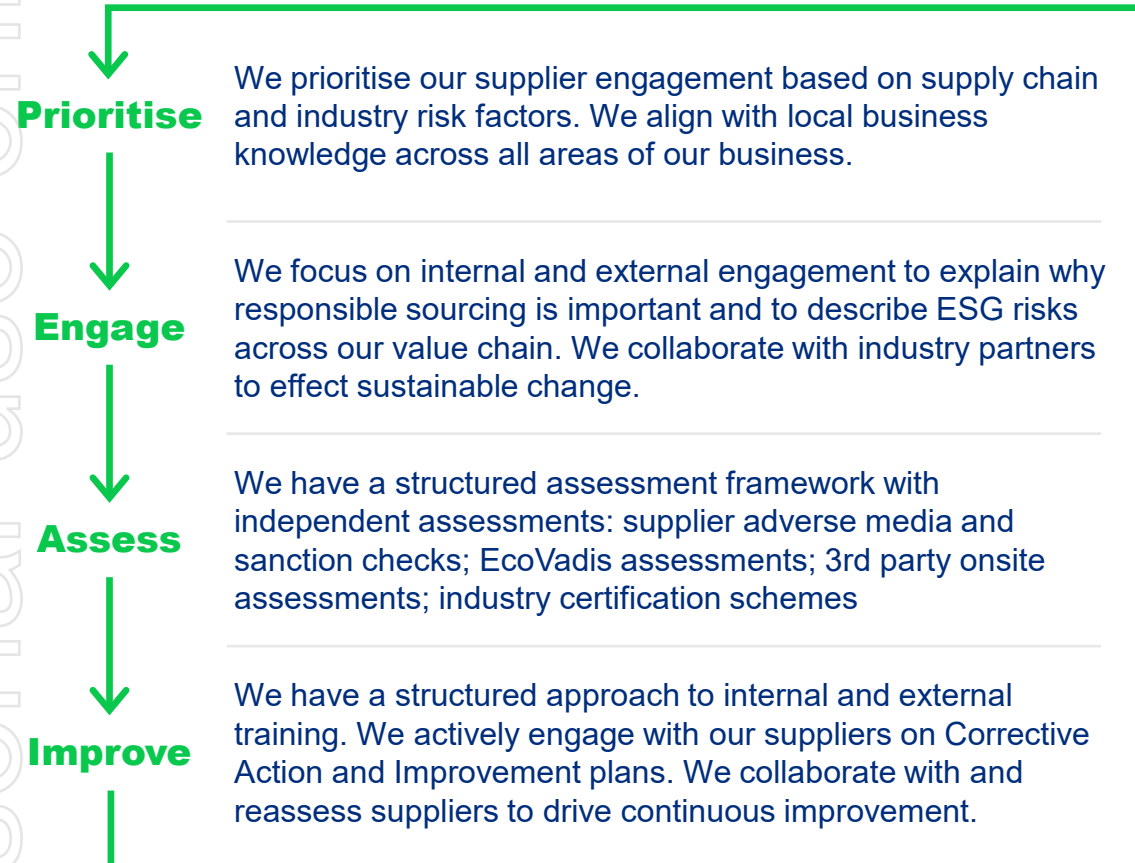 Prioritise
We prioritise our supplier engagement based on supply chain
and industry risk factors. We align with local business
knowledge across all areas of our business.
Engage
We focus on internal and external engagement to explain why
responsible sourcing is important and to describe ESG risks
across our value chain. We collaborate with industry partners
to effect sustainable change.
Assess
We have a structured assessment framework with
independent assessments: supplier adverse media and
sanction checks; EcoVadis assessments; 3rd party onsite
assessments; industry certification schemes
Improve
We have a structured approach to internal and external
training. We actively engage with our suppliers on Corrective
Action and Improvement plans. We collaborate with and
reassess suppliers to drive continuous improvement.